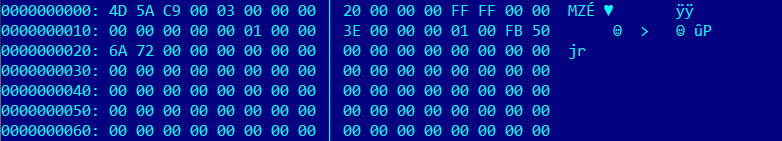 0000000000: 4D 5A C9 00 03 00 00 00 │ 20 00 00 00 FF FF 00 00 MZÉ ♥ ÿÿ
0000000010: 00 00 00 00 00 01 00 00 │ 3E 00 00 00 01 00 FB 50 ☺ > ☺ ûP
0000000020: 6A 72 00 00 00 00 00 00 │ 00 00 00 00 00 00 00 00 jr
0000000030: 00 00 00 00 00 00 00 00 │ 00 00 00 00 00 00 00 00
0000000040: 00 00 00 00 00 00 00 00 │ 00 00 00 00 00 00 00 00
0000000050: 00 00 00 00 00 00 00 00 │ 00 00 00 00 00 00 00 00
0000000060: 00 00 00 00 00 00 00 00 │ 00 00 00 00 00 00 00 00